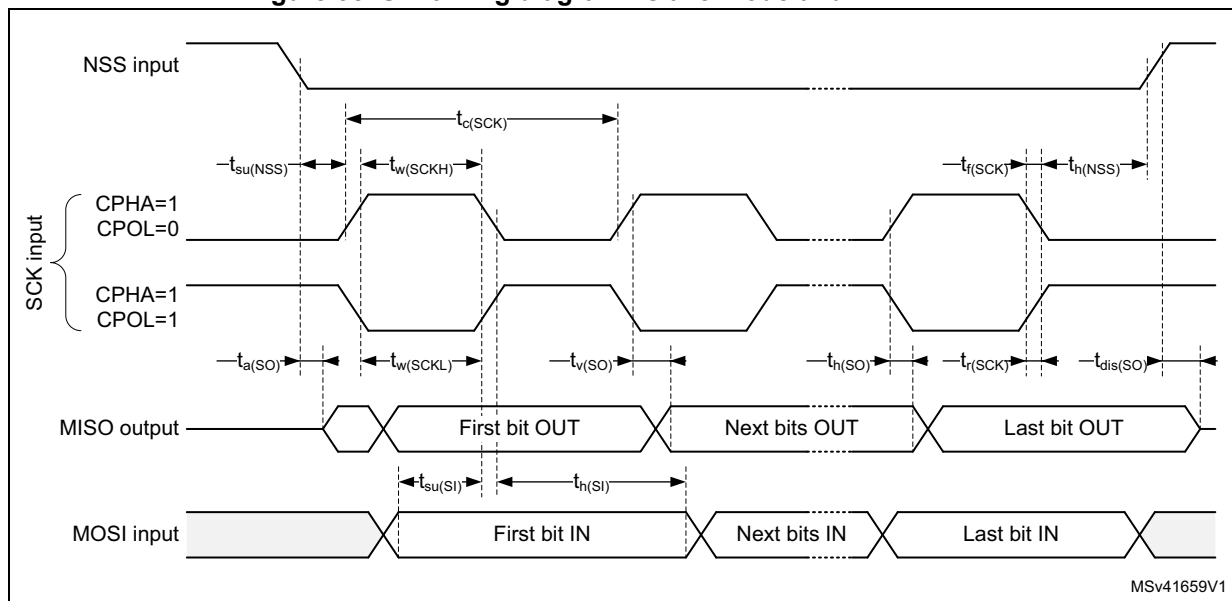 NSS input
tc(SCK)
tsu(NSS) tw(SCKH) tf(SCK) th(NSS)
SCK input
CPHA=1
CPOL=0
CPHA=1
CPOL=1
ta(SO) tw(SCKL) tv(SO) th(SO) tr(SCK) tdis(SO)
MISO output First bit OUT Next bits OUT Last bit OUT
tsu(SI) th(SI)
MOSI input First bit IN Next bits IN Last bit IN
MSv41659V1